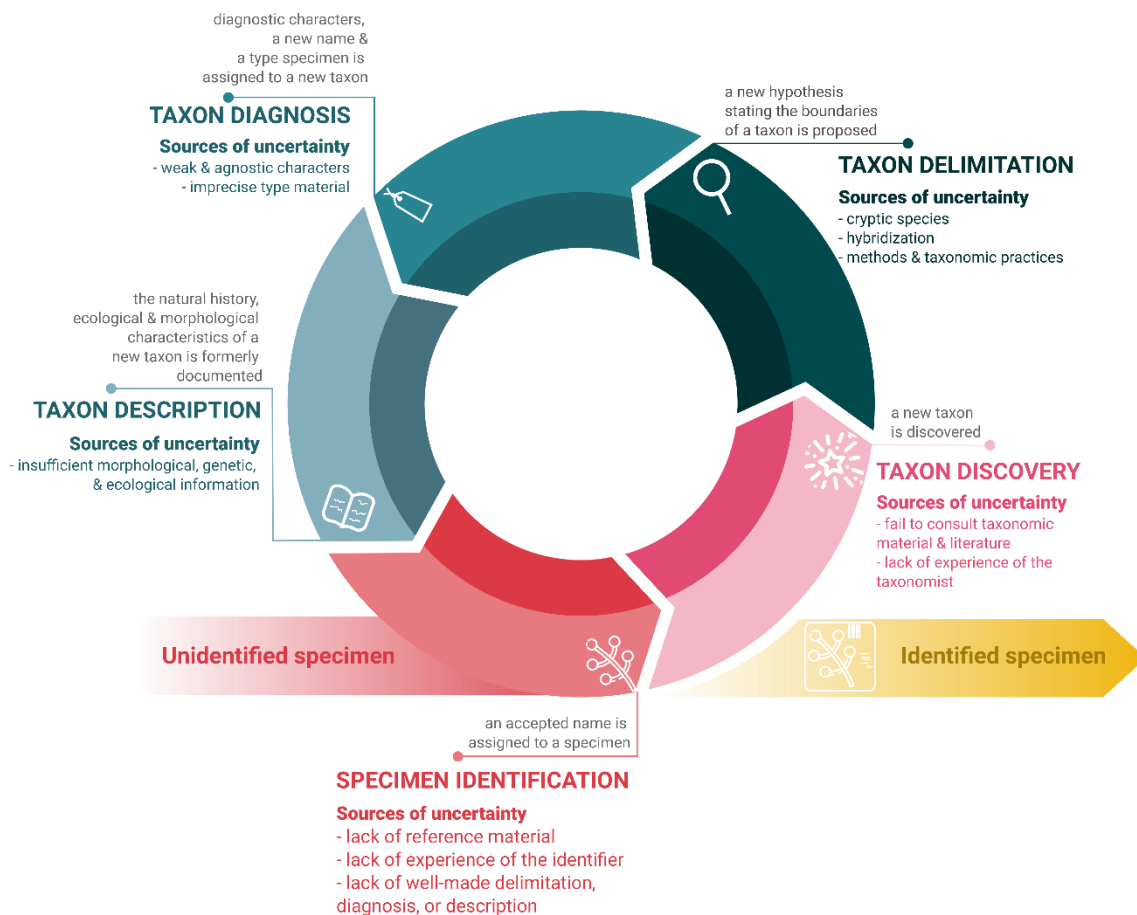 diagnostic characters,
a new name &
a type specimen is
assigned to a new taxon
TAXON DIAGNOSIS
Sources of uncertainty
- weak & agnostic characters
- imprecise type material
a new hypothesis
stating the boundaries
of a taxon is proposed
TAXON DELIMITATION
Sources of uncertainty
- cryptic species
- hybridization
- methods & taxonomic practices
the natural history,
ecological & morphological
characteristics of a
new taxon is formerly
documented
TAXON DESCRIPTION
Sources of uncertainty
- insufficient morphological, genetic,
& ecological information
a new taxon
is discovered
TAXON DISCOVERY
Sources of uncertainty
- fail to consult taxonomic
material & literature
- lack of experience of the
taxonomist
Unidentified specimen
Identified specimen
an accepted name is
assigned to a specimen
SPECIMEN IDENTIFICATION
Sources of uncertainty
- lack of reference material
- lack of experience of the identifier
- lack of well-made delimitation,
diagnosis, or description